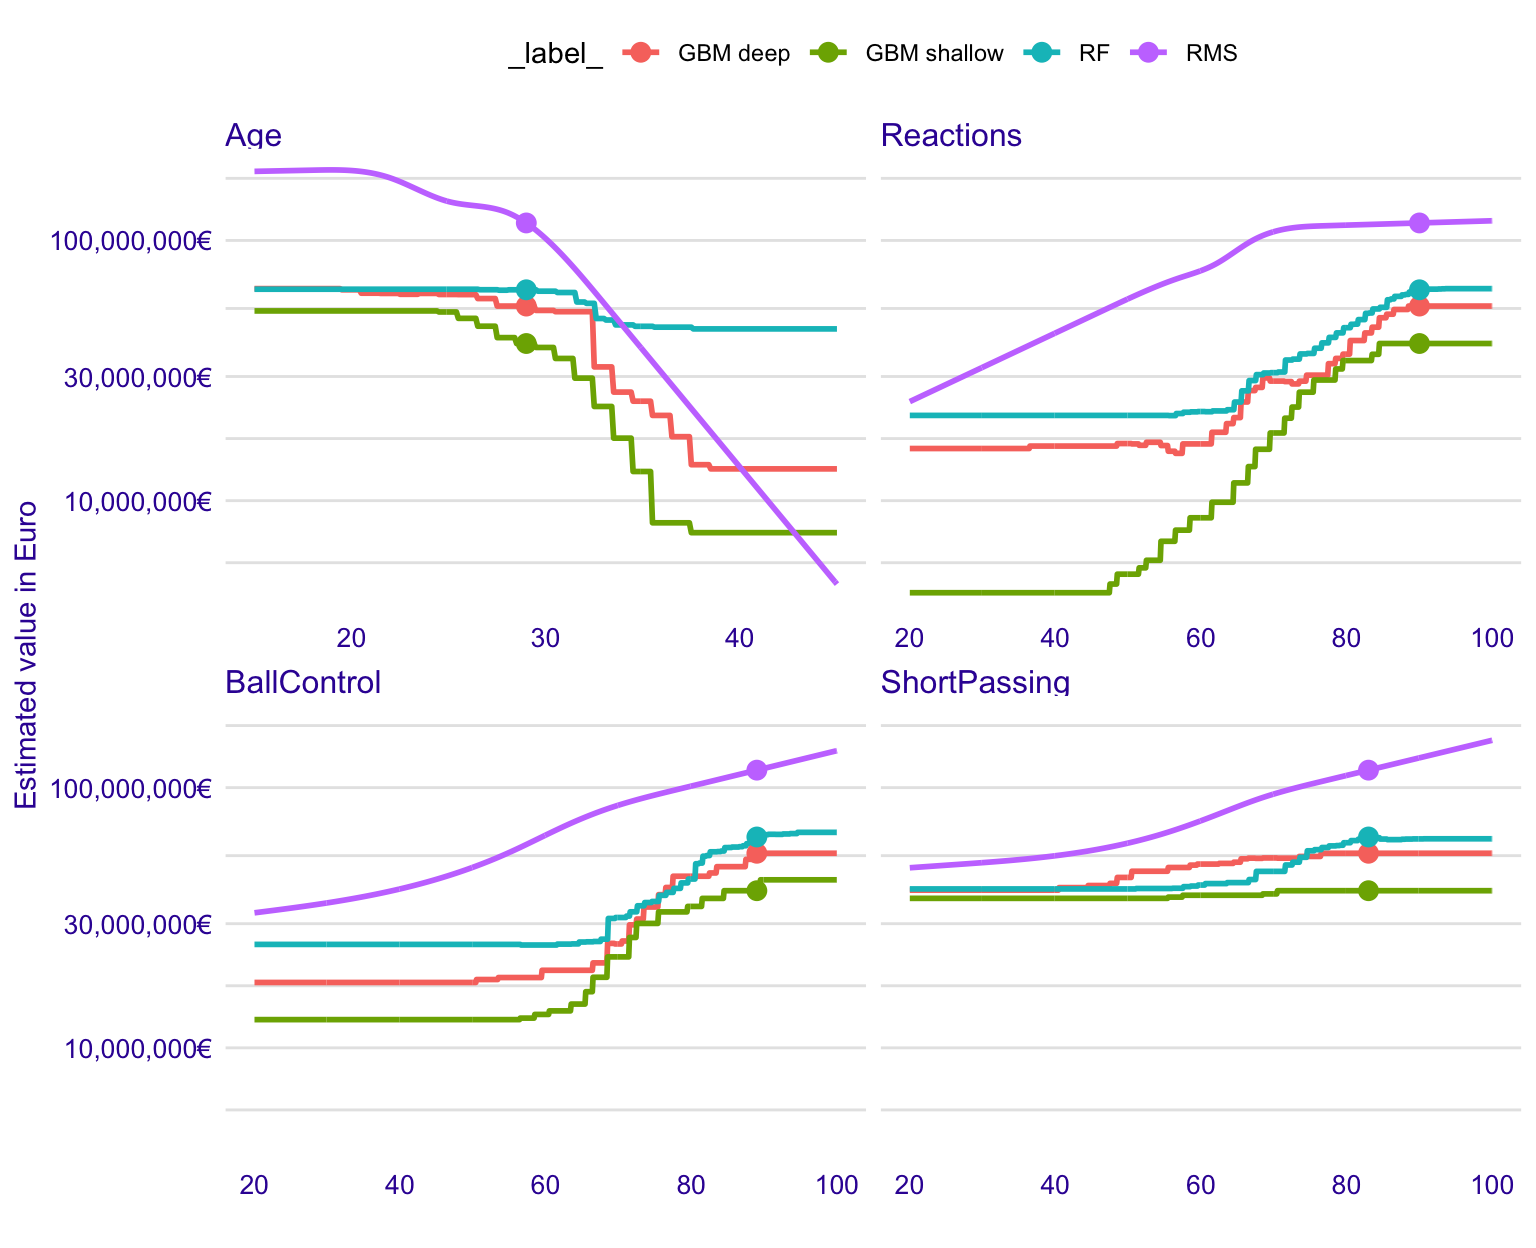 _label_ GBM deep GBM shallow RF RMS
Age Reactions
100,000,000€
30,000,000€
10,000,000€
20 30 40 20 40 60 80 100
Estimated value in Euro
BallControl ShortPassing
100,000,000€
30,000,000€
10,000,000€
20 40 60 80 100 20 40 60 80 100